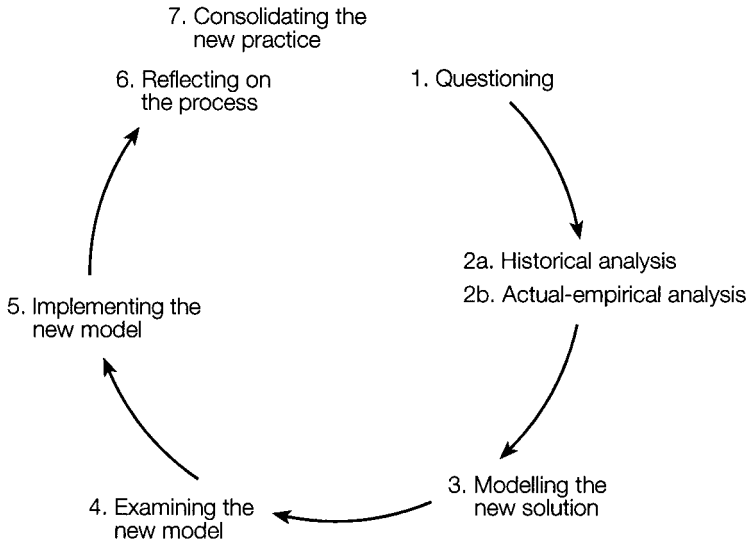 7. Consolidating the
new practice
6. Reflecting on
the process
1. Questioning
2a. Historical analysis
2b. Actual-empirical analysis
5. Implementing the
new model
3. Modelling the
new solution
4. Examining the
new model